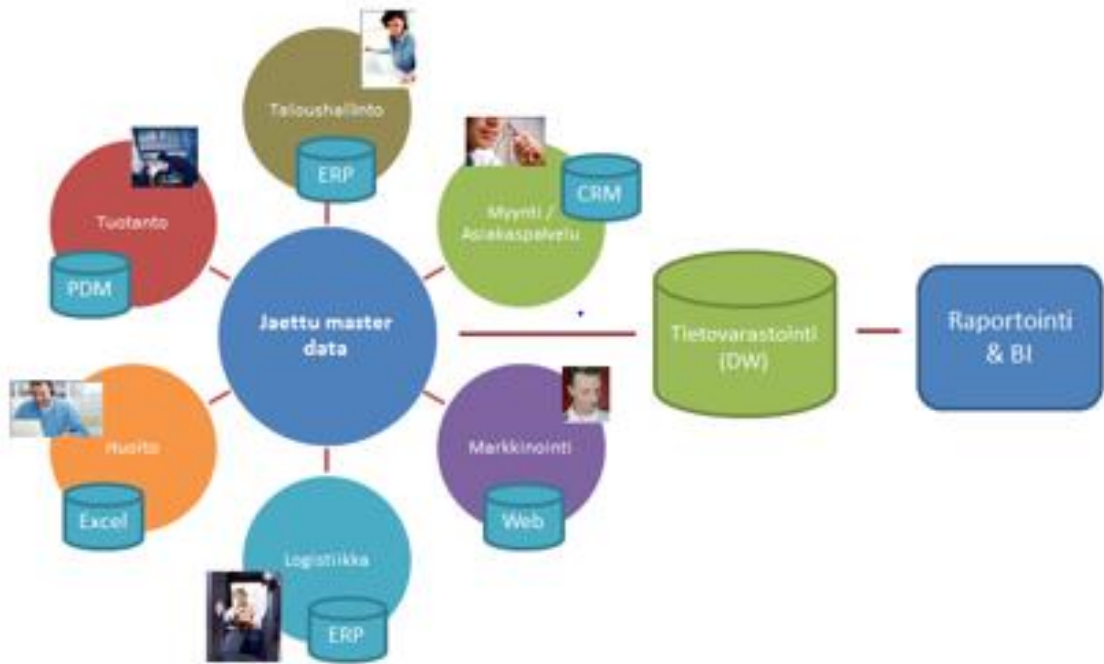 Taloushallinto
ERP
Myynti /
Asiakaspalvelu
CRM
Tuotanto
PDM
Jaettu master
data
Tietovarastointi
(DW)
Raportointi
& BI
Huolto
Excel
Markkinointi
Web
Logistiikka
ERP